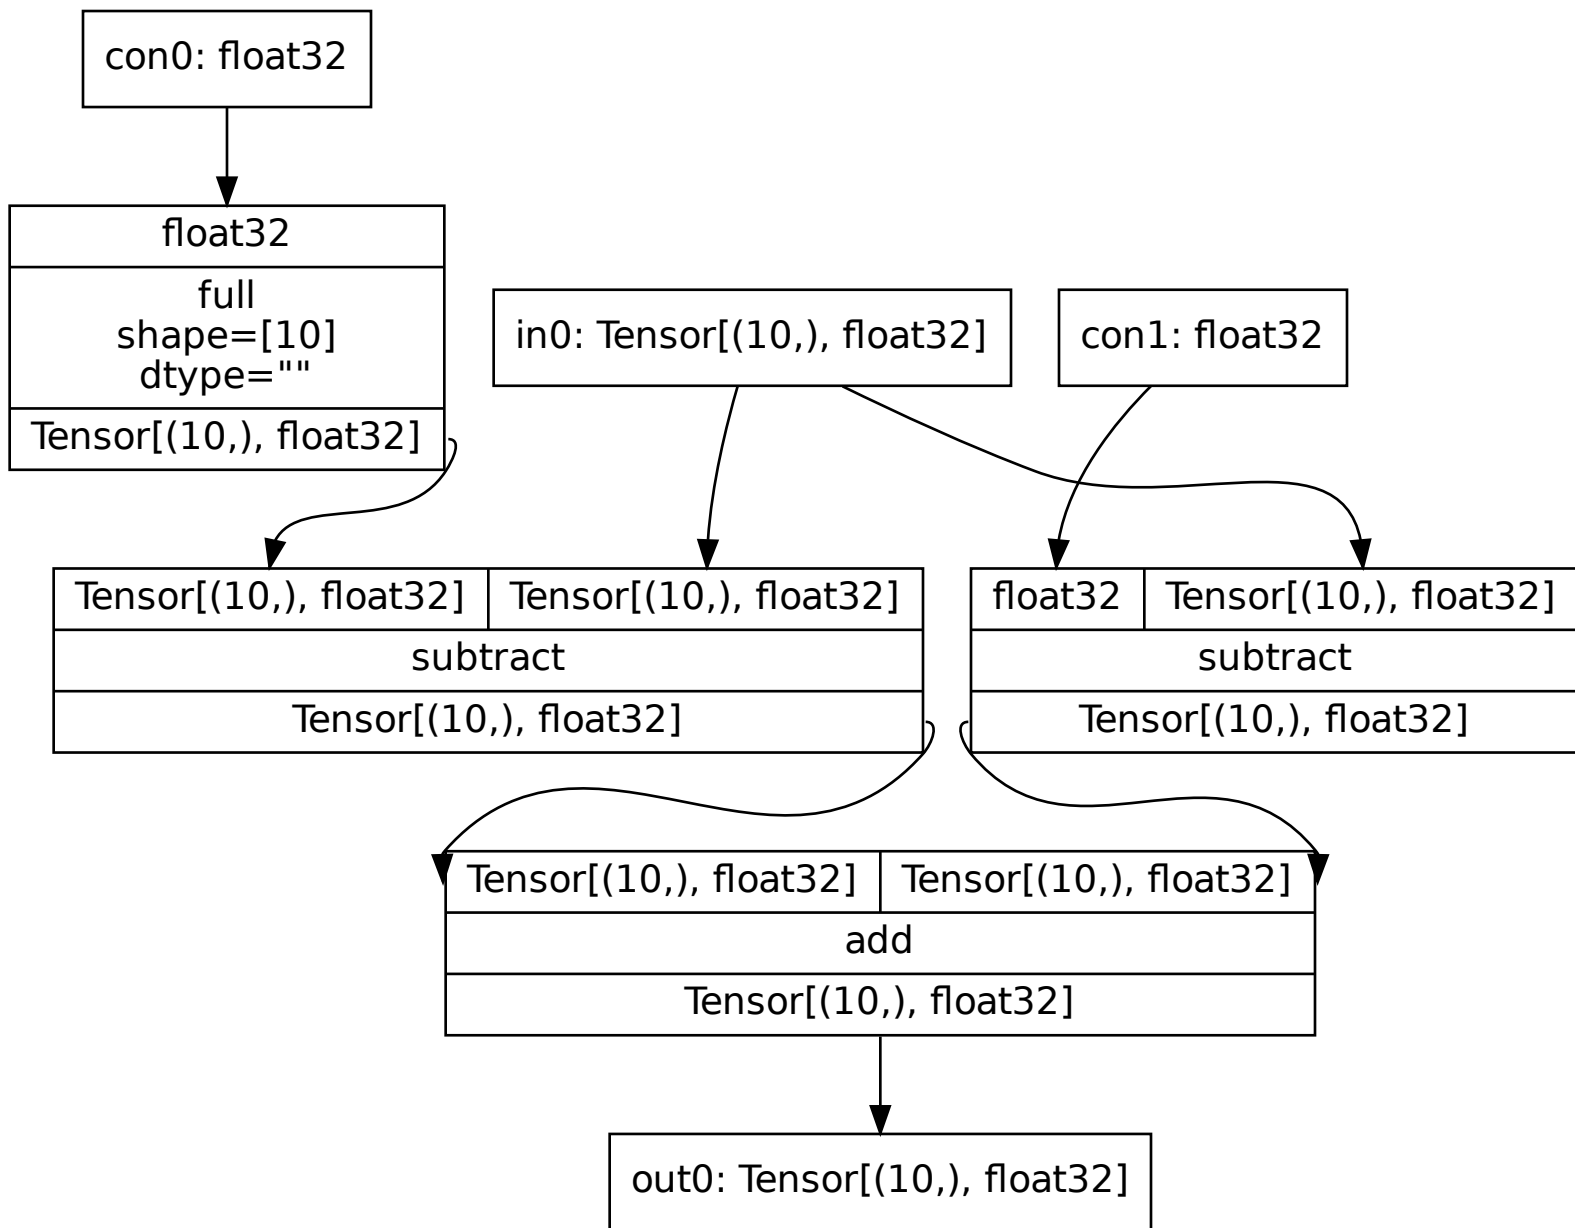 con0: float32
float32
full
shape=[10]
dtype=""
Tensor[(10,), float32]
in0: Tensor[(10,), float32]
con1: float32
Tensor[(10,), float32] Tensor[(10,), float32]
subtract
Tensor[(10,), float32]
float32 Tensor[(10,), float32]
subtract
Tensor[(10,), float32]
Tensor[(10,), float32] Tensor[(10,), float32]
add
Tensor[(10,), float32]
out0: Tensor[(10,), float32]